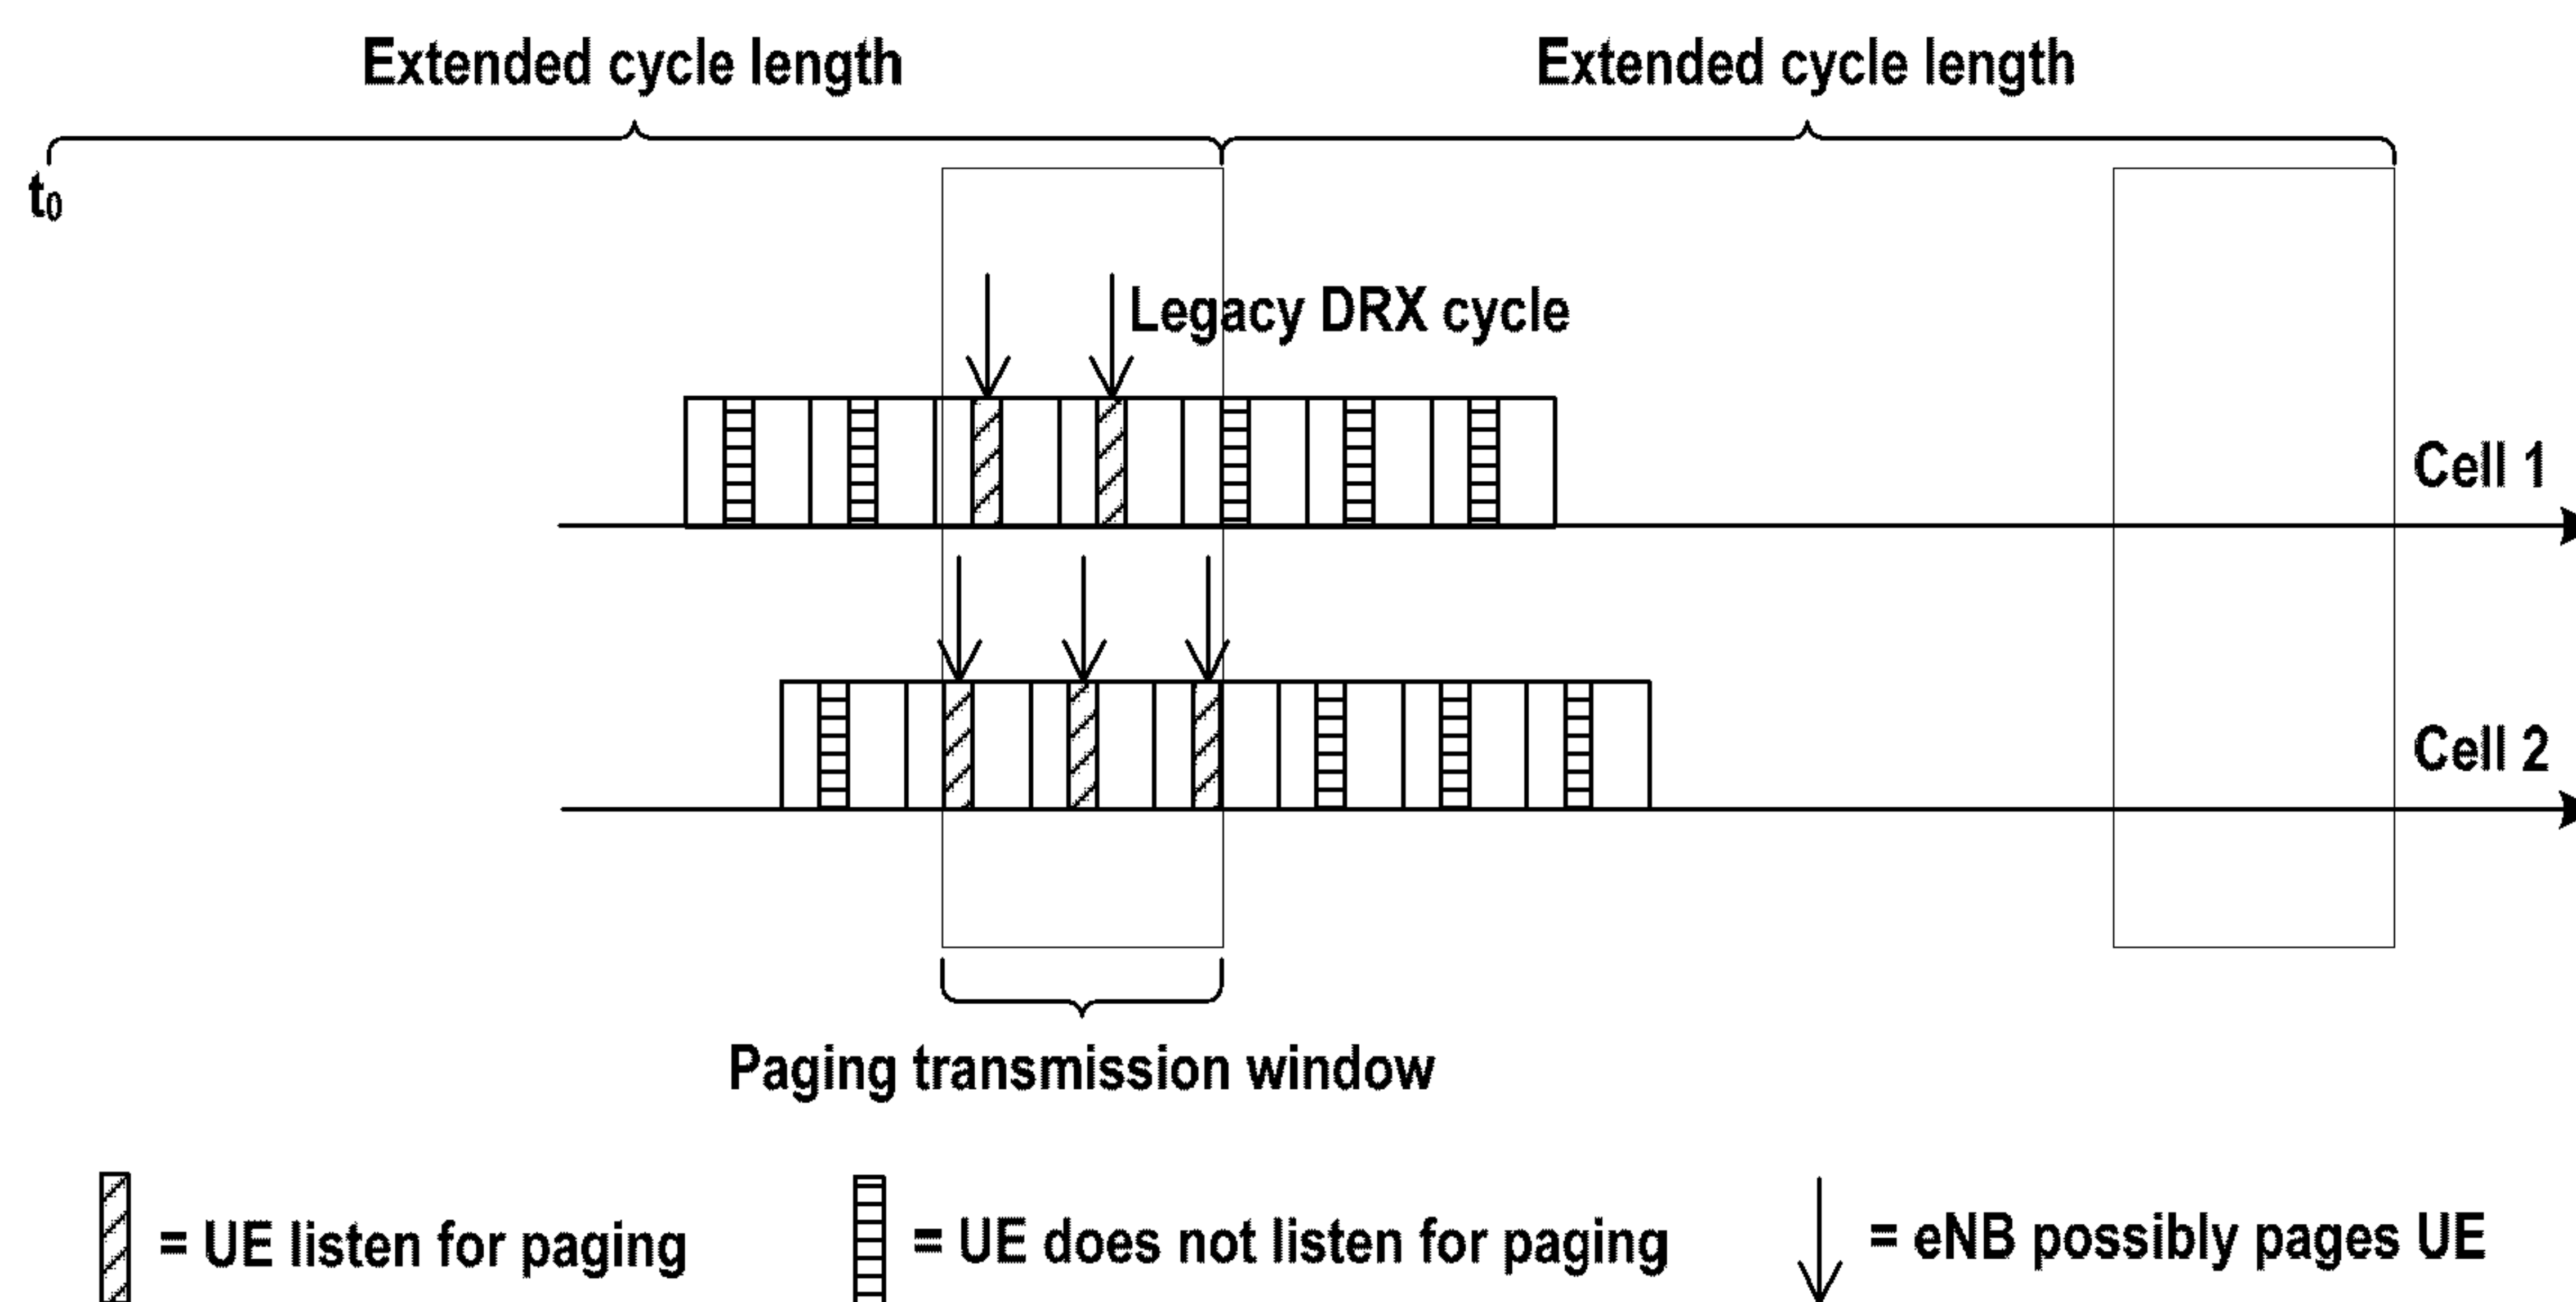 Extended cycle length
Extended cycle length
t₀
Legacy DRX cycle
Cell 1
Cell 2
Paging transmission window
= UE listen for paging
= UE does not listen for paging
= eNB possibly pages UE